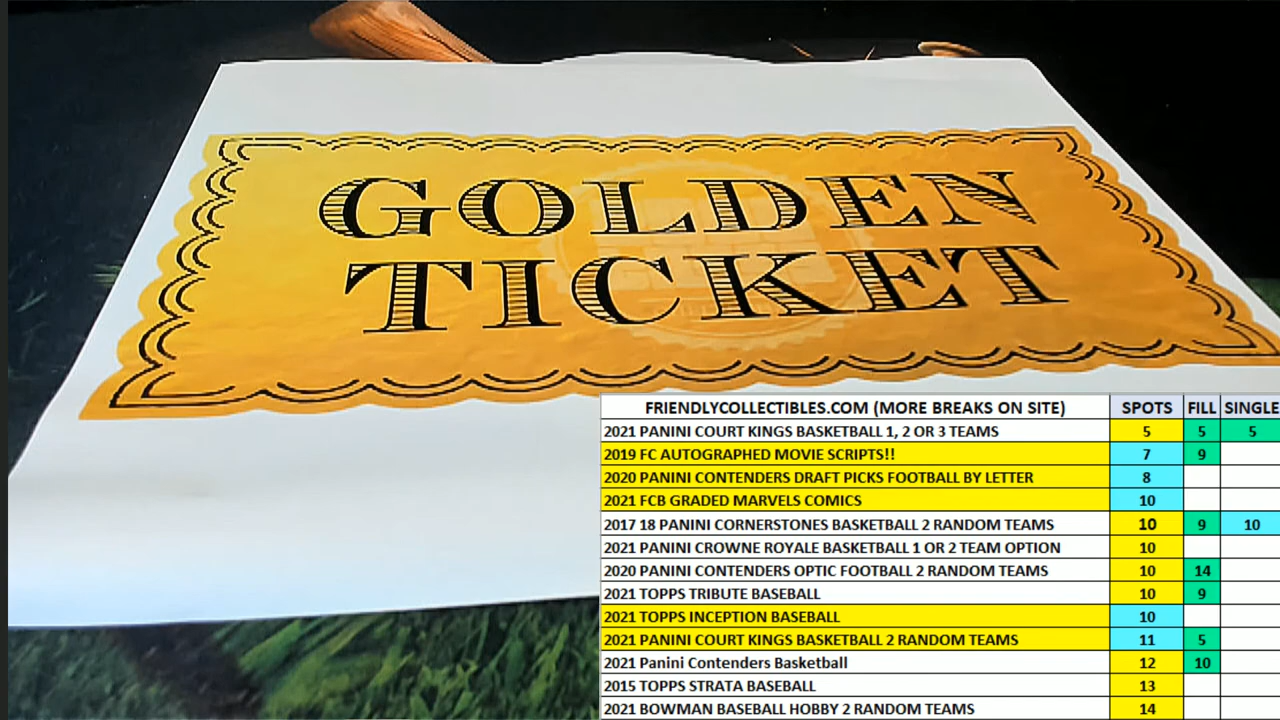 GOLDEN
TICKET
FRIENDLYCOLLECTIBLES.COM (MORE BREAKS ON SITE) SPOTS FILL SINGLE
2021 PANINI COURT KINGS BASKETBALL 1, 2 OR 3 TEAMS 5 5 5
2019 FC AUTOGRAPHED MOVIE SCRIPTS!! 7 9
2020 PANINI CONTENDERS DRAFT PICKS FOOTBALL BY LETTER 8
2021 FCB GRADED MARVELS COMICS 10
2017 18 PANINI CORNERSTONES BASKETBALL 2 RANDOM TEAMS 10 9 10
2021 PANINI CROWNE ROYALE BASKETBALL 1 OR 2 TEAM OPTION 10
2020 PANINI CONTENDERS OPTIC FOOTBALL 2 RANDOM TEAMS 10 14
2021 TOPPS TRIBUTE BASEBALL 10 9
2021 TOPPS INCEPTION BASEBALL 10
2021 PANINI COURT KINGS BASKETBALL 2 RANDOM TEAMS 11 5
2021 Panini Contenders Basketball 12 10
2015 TOPPS STRATA BASEBALL 13
2021 BOWMAN BASEBALL HOBBY 2 RANDOM TEAMS 14